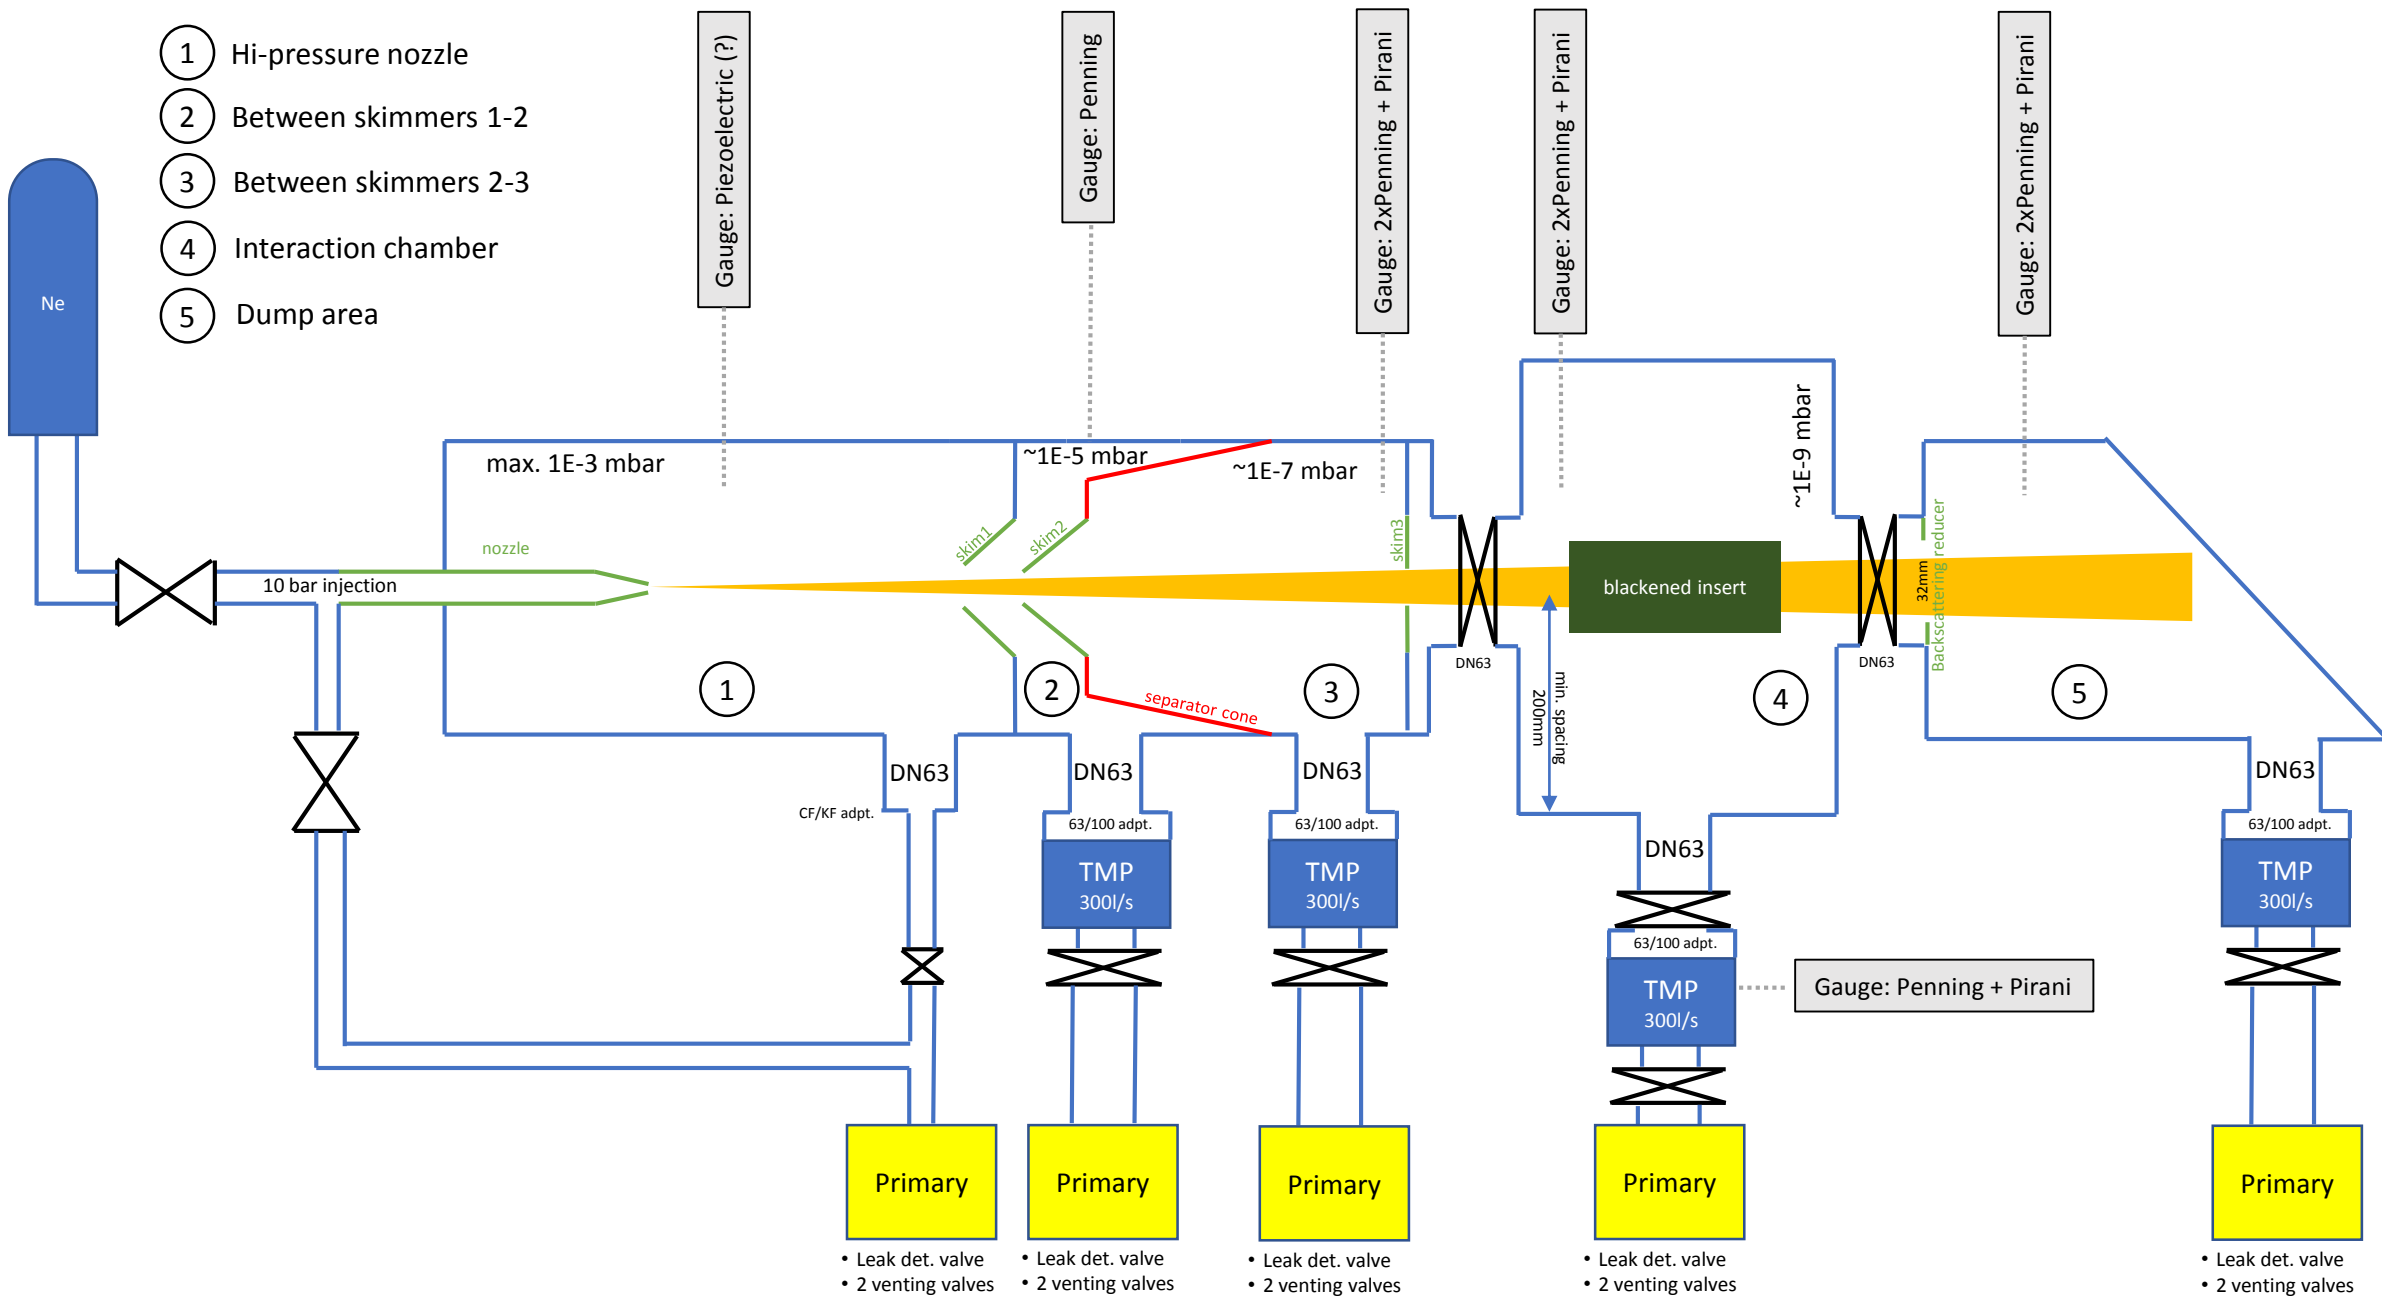 1 Hi-pressure nozzle
2 Between skimmers 1-2
3 Between skimmers 2-3
4 Interaction chamber
5 Dump area
Ne
Gauge: Piezoelectric (?)
Gauge: Penning
Gauge: 2xPenning + Pirani
Gauge: 2xPenning + Pirani
Gauge: 2xPenning + Pirani
max. 1E-3 mbar
~1E-5 mbar
~1E-7 mbar
~1E-9 mbar
nozzle
10 bar injection
skim1
skim2
skim3
blackened insert
32mm
Backscattering reducer
DN63
DN63
min. spacing
200mm
separator cone
1
2
3
4
5
DN63
DN63
DN63
DN63
DN63
CF/KF adpt.
63/100 adpt.
63/100 adpt.
63/100 adpt.
63/100 adpt.
TMP
300l/s
TMP
300l/s
TMP
300l/s
TMP
300l/s
Gauge: Penning + Pirani
Primary
Primary
Primary
Primary
Primary
• Leak det. valve
• 2 venting valves
• Leak det. valve
• 2 venting valves
• Leak det. valve
• 2 venting valves
• Leak det. valve
• 2 venting valves
• Leak det. valve
• 2 venting valves